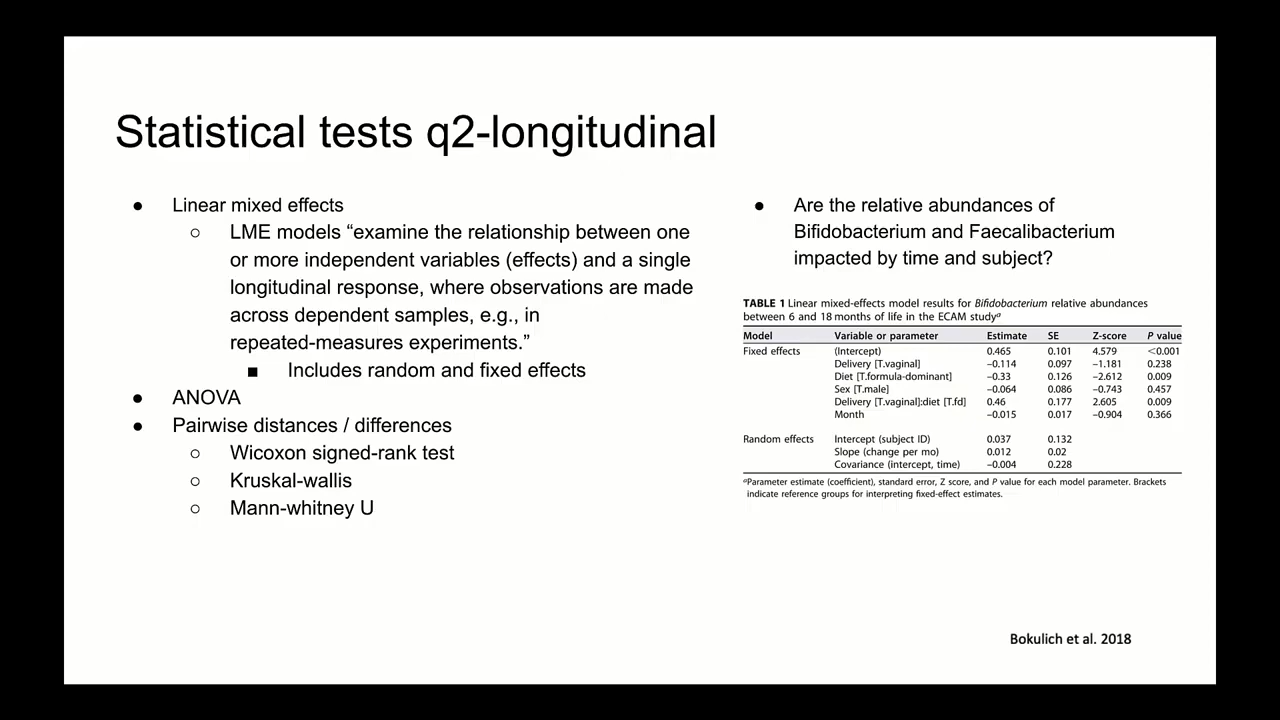 Statistical tests q2-longitudinal
● Linear mixed effects
○ LME models “examine the relationship between one
or more independent variables (effects) and a single
longitudinal response, where observations are made
across dependent samples, e.g., in
repeated-measures experiments.”
■ Includes random and fixed effects
● ANOVA
● Pairwise distances / differences
○ Wicoxon signed-rank test
○ Kruskal-wallis
○ Mann-whitney U
● Are the relative abundances of
Bifidobacterium and Faecalibacterium
impacted by time and subject?
TABLE 1 Linear mixed-effects model results for Bifidobacterium relative abundances
between 6 and 18 months of life in the ECAM studyᵃ
Model Variable or parameter Estimate SE Z-score P value
Fixed effects (Intercept) 0.465 0.101 4.579 <0.001
Delivery [T.vaginal] –0.114 0.097 –1.181 0.238
Diet [T.formula-dominant] –0.33 0.126 –2.612 0.009
Sex [T.male] –0.064 0.086 –0.743 0.457
Delivery [T.vaginal]:diet [T.fd] 0.46 0.177 2.605 0.009
Month –0.015 0.017 –0.904 0.366
Random effects Intercept (subject ID) 0.037 0.132
Slope (change per mo) 0.012 0.02
Covariance (intercept, time) –0.004 0.228
ᵃParameter estimate (coefficient), standard error, Z score, and P value for each model parameter. Brackets
indicate reference groups for interpreting fixed-effect estimates.
Bokulich et al. 2018